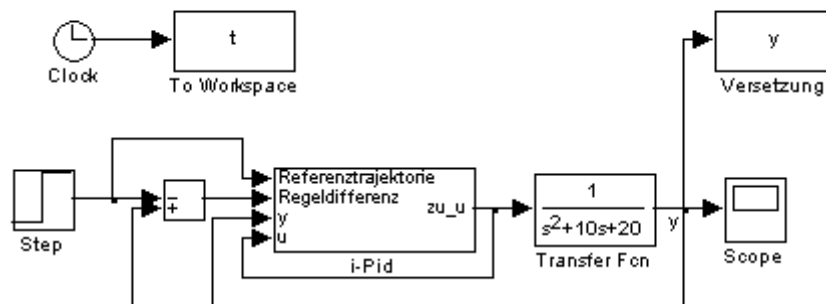 t
y
Clock
To Workspace
Versetzung
Referenztrajektorie
Regeldifferenz
y
u
zu_u
−
+
1
s²+10s+20
y
Step
i-Pid
Transfer Fcn
Scope